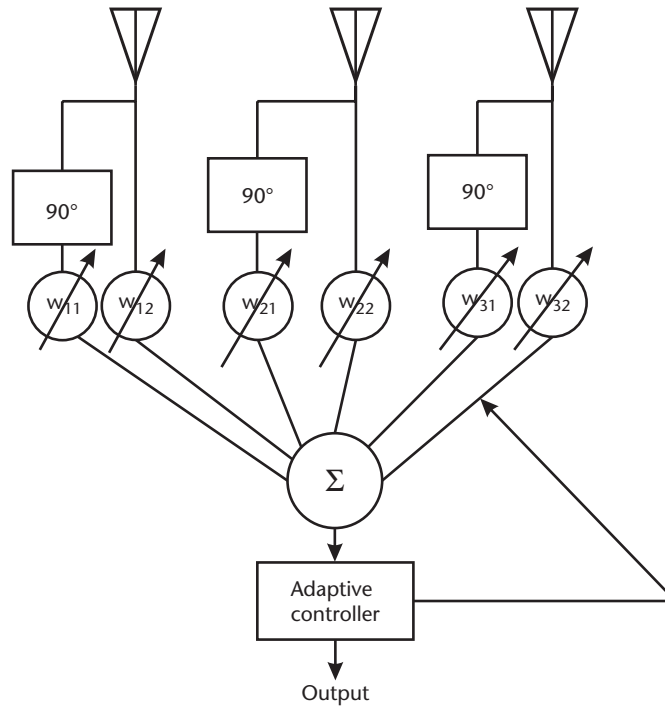 90°
90°
90°
w11
w12
w21
w22
w31
w32
Σ
Adaptive
controller
Output